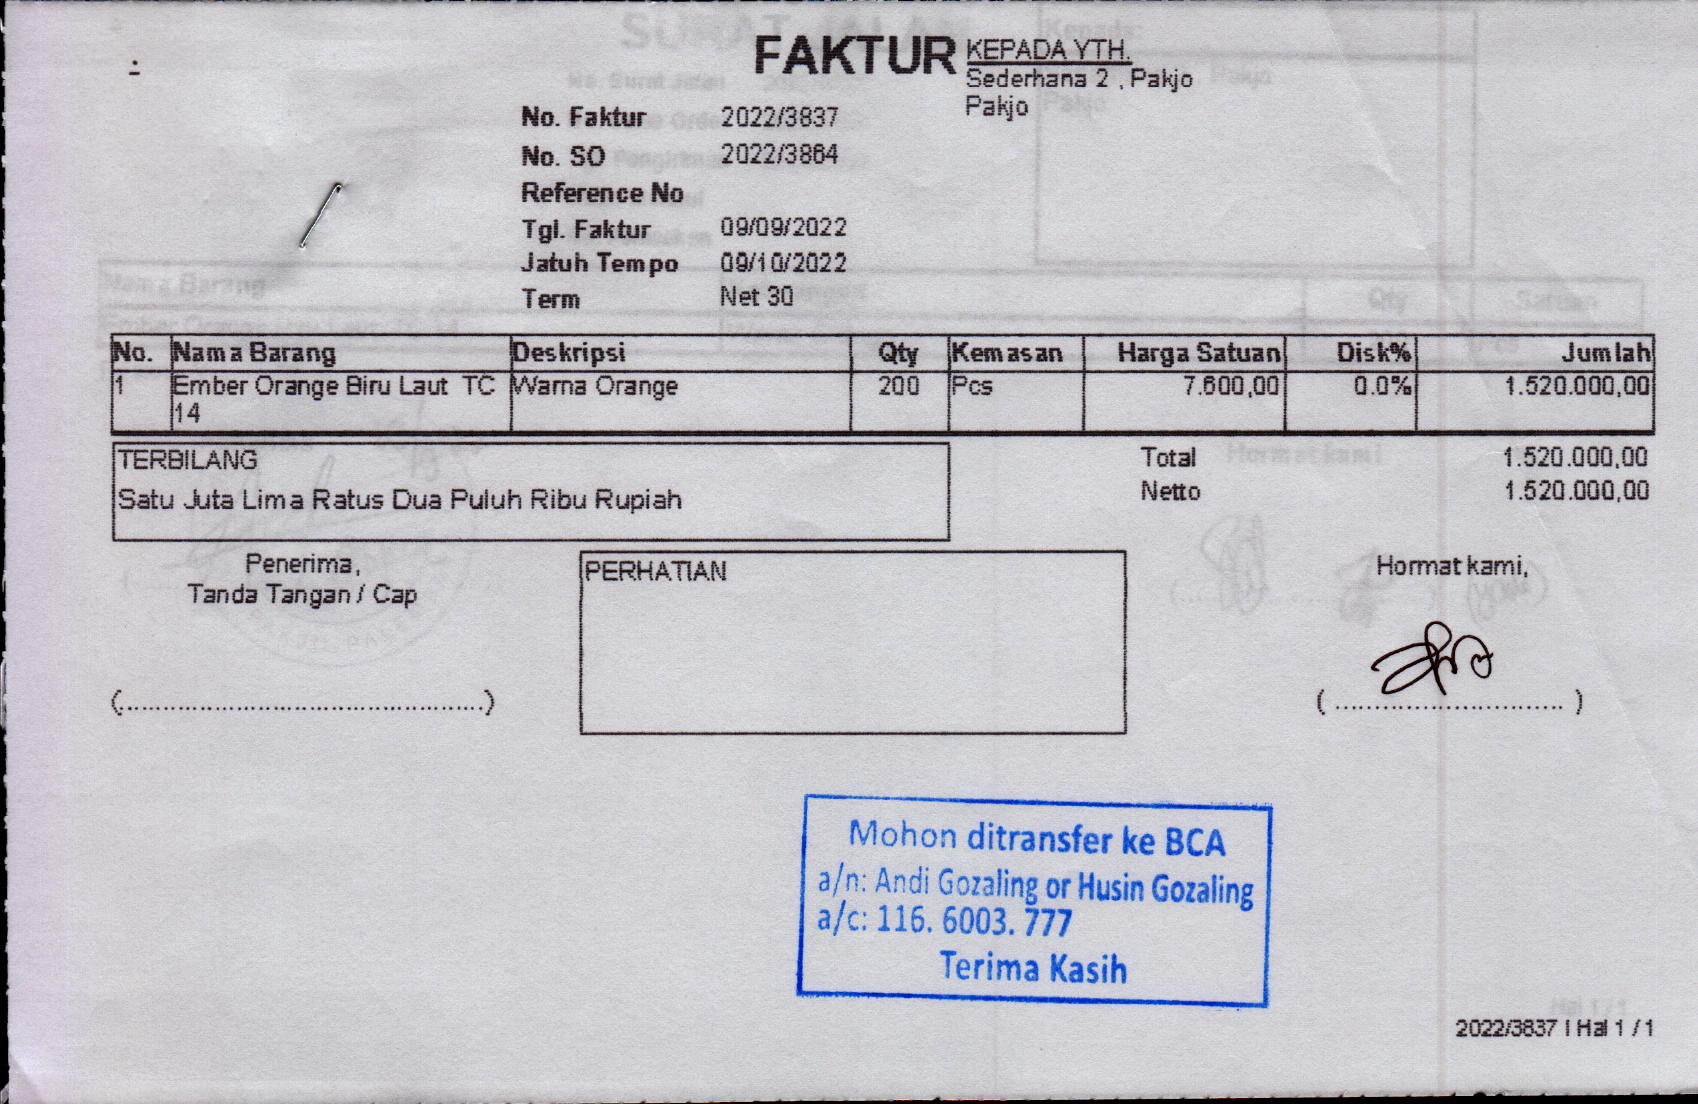 FAKTUR
KEPADA YTH.
Sederhana 2 , Pakjo
Pakjo
No. Faktur 2022/3837
No. SO 2022/3864
Reference No
Tgl. Faktur 09/09/2022
Jatuh Tempo 09/10/2022
Term Net 30
No. Nama Barang Deskripsi Qty Kemasan Harga Satuan Disk% Jumlah
1 Ember Orange Biru Laut TC Warna Orange 200 Pcs 7.600,00 0.0% 1.520.000,00
14
TERBILANG
Satu Juta Lima Ratus Dua Puluh Ribu Rupiah
Total 1.520.000,00
Netto 1.520.000,00
Penerima,
Tanda Tangan / Cap
PERHATIAN
Hormat kami,
Mohon ditransfer ke BCA
a/n: Andi Gozaling or Husin Gozaling
a/c: 116. 6003. 777
Terima Kasih
2022/3837 | Hal 1 / 1